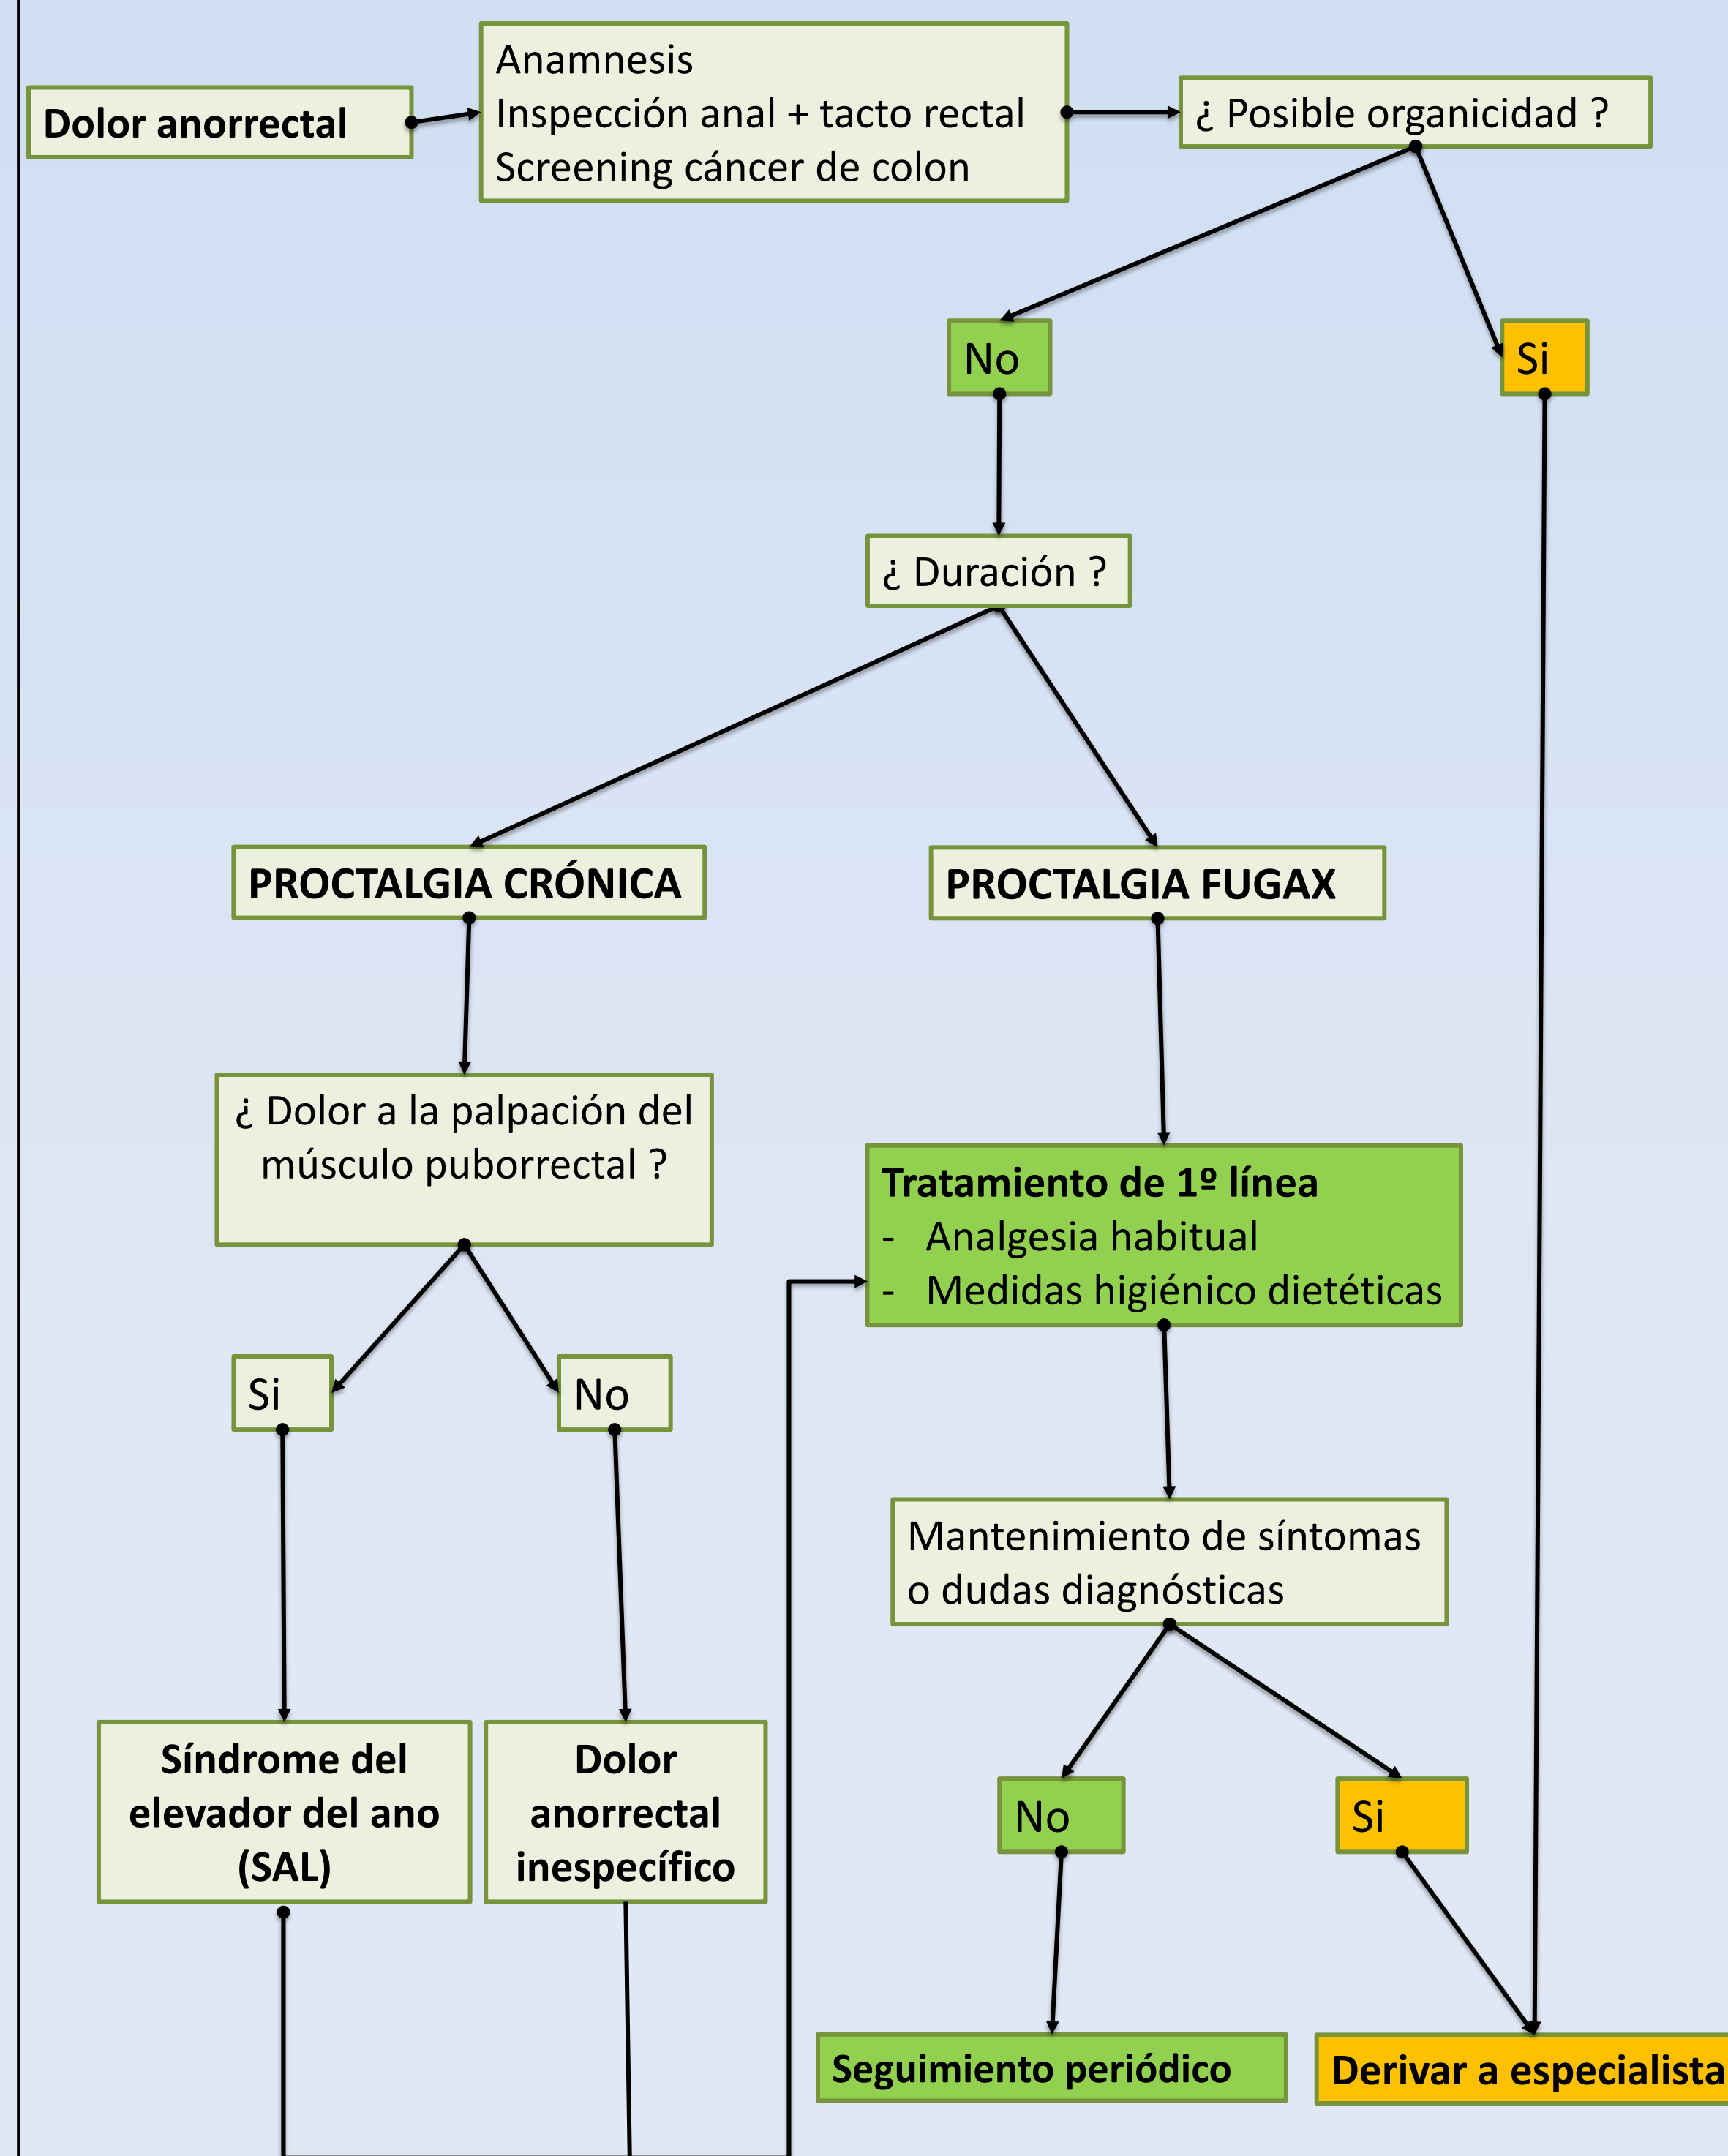 Dolor anorrectal
Anamnesis
Inspección anal + tacto rectal
Screening cáncer de colon
¿ Posible organicidad ?
No
Si
¿ Duración ?
PROCTALGIA CRÓNICA
PROCTALGIA FUGAX
¿ Dolor a la palpación del
músculo puborrectal ?
Tratamiento de 1º línea
- Analgesia habitual
- Medidas higiénico dietéticas
Si
No
Mantenimiento de síntomas
o dudas diagnósticas
Síndrome del
elevador del ano
(SAL)
Dolor
anorrectal
inespecífico
No
Si
Seguimiento periódico
Derivar a especialista